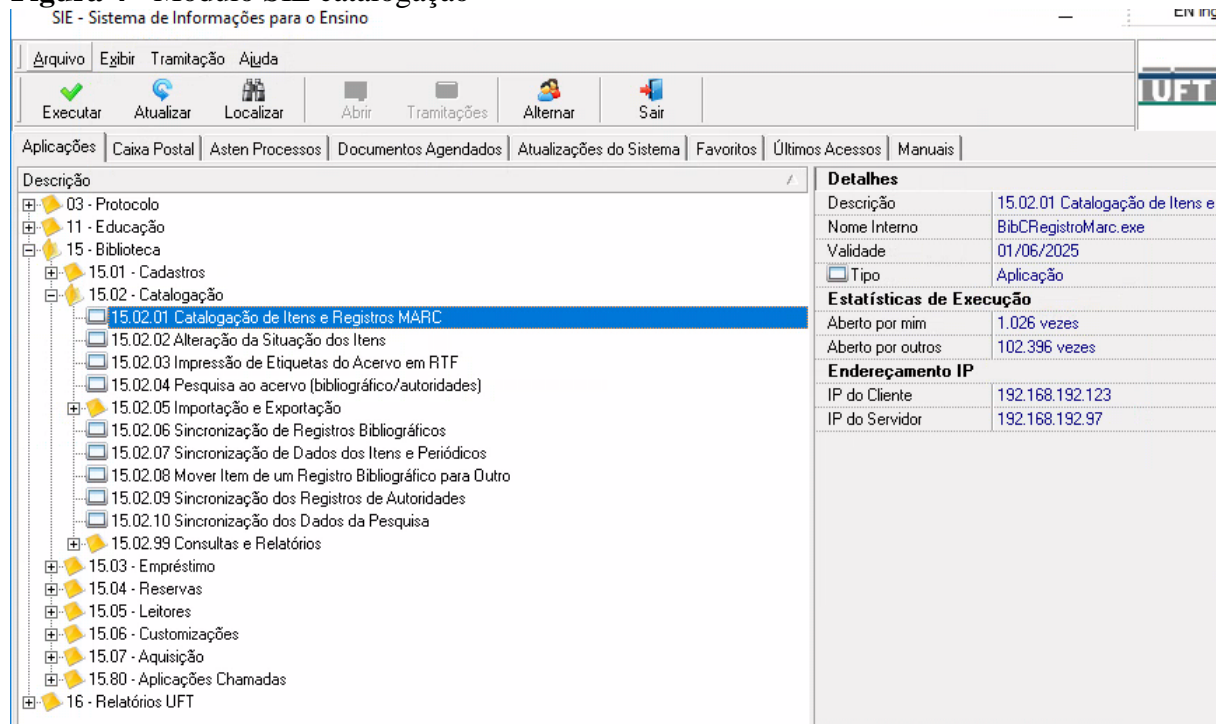 Figura 4 - Módulo SIE catalogação
SIE - Sistema de Informações para o Ensino
Arquivo Exibir Tramitação Ajuda
Executar Atualizar Localizar Abrir Tramitações Alternar Sair
UFT
Aplicações Caixa Postal Asten Processos Documentos Agendados Atualizações do Sistema Favoritos Últimos Acessos Manuais
Descrição
03 - Protocolo
11 - Educação
15 - Biblioteca
15.01 - Cadastros
15.02 - Catalogação
15.02.01 Catalogação de Itens e Registros MARC
15.02.02 Alteração da Situação dos Itens
15.02.03 Impressão de Etiquetas do Acervo em RTF
15.02.04 Pesquisa ao acervo (bibliográfico/autoridades)
15.02.05 Importação e Exportação
15.02.06 Sincronização de Registros Bibliográficos
15.02.07 Sincronização de Dados dos Itens e Periódicos
15.02.08 Mover Item de um Registro Bibliográfico para Outro
15.02.09 Sincronização dos Registros de Autoridades
15.02.10 Sincronização dos Dados da Pesquisa
15.02.99 Consultas e Relatórios
15.03 - Empréstimo
15.04 - Reservas
15.05 - Leitores
15.06 - Customizações
15.07 - Aquisição
15.80 - Aplicações Chamadas
16 - Relatórios UFT
Detalhes
Descrição 15.02.01 Catalogação de Itens e
Nome Interno BibCRegistroMarc.exe
Validade 01/06/2025
Tipo Aplicação
Estatísticas de Execução
Aberto por mim 1.026 vezes
Aberto por outros 102.396 vezes
Endereçamento IP
IP do Cliente 192.168.192.123
IP do Servidor 192.168.192.97